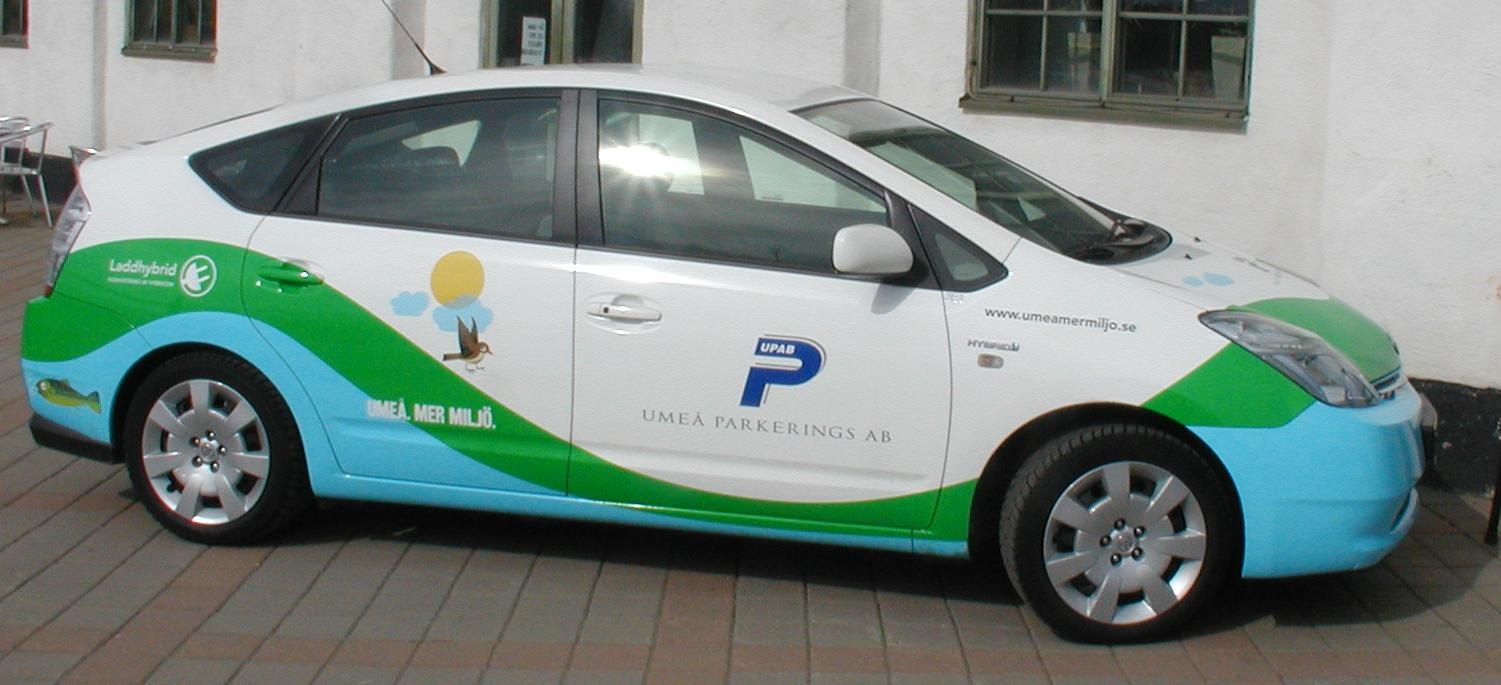 Laddhybrid
UMEÅ. MER MILJÖ.
UPAB
P
UMEÅ PARKERINGS AB
www.umeamermiljo.se
HYBRID